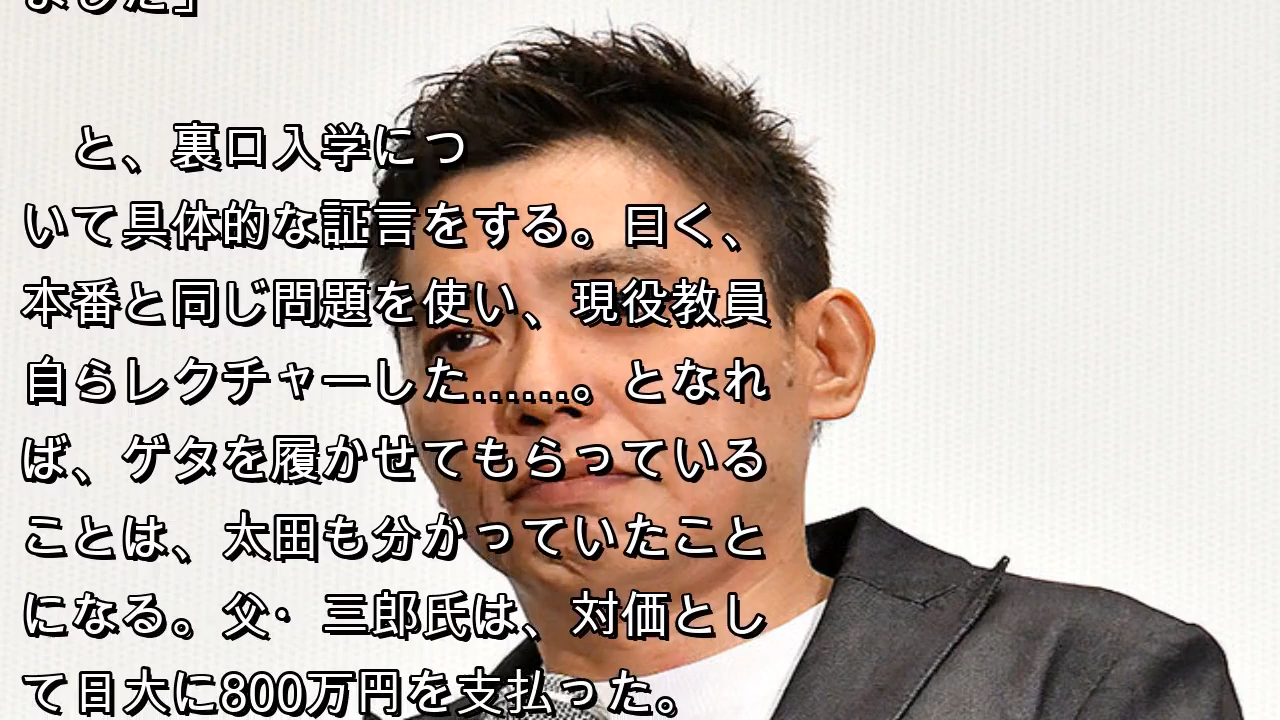 ました」
と、裏口入学につ
いて具体的な証言をする。曰く、
本番と同じ問題を使い、現役教員
自らレクチャーした……。となれ
ば、ゲタを履かせてもらっている
ことは、太田も分かっていたこと
になる。父・三郎氏は、対価とし
て日大に800万円を支払った。